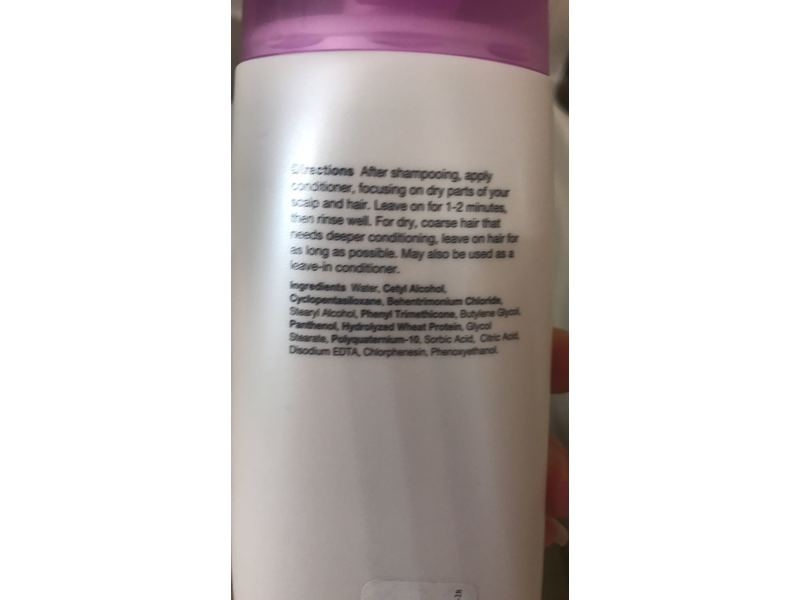 Directions After shampooing, apply
conditioner, focusing on dry parts of your
scalp and hair. Leave on for 1-2 minutes,
then rinse well. For dry, coarse hair that
needs deeper conditioning, leave on hair for
as long as possible. May also be used as a
leave-in conditioner.
Ingredients Water, Cetyl Alcohol,
Cyclopentasiloxane, Behentrimonium Chloride,
Stearyl Alcohol, Phenyl Trimethicone, Butylene Glycol,
Panthenol, Hydrolyzed Wheat Protein, Glycol
Stearate, Polyquaternium-10, Sorbic Acid, Citric Acid,
Disodium EDTA, Chlorphenesin, Phenoxyethanol.